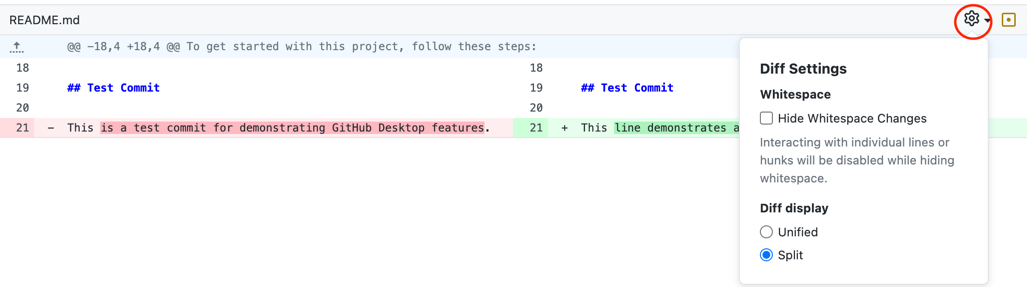 README.md
@@ -18,4 +18,4 @@ To get started with this project, follow these steps:
18 18
19 ## Test Commit 19 ## Test Commit
20 20
21 - This is a test commit for demonstrating GitHub Desktop features. 21 + This line demonstrates a
Diff Settings
Whitespace
Hide Whitespace Changes
Interacting with individual lines or
hunks will be disabled while hiding
whitespace.
Diff display
Unified
Split